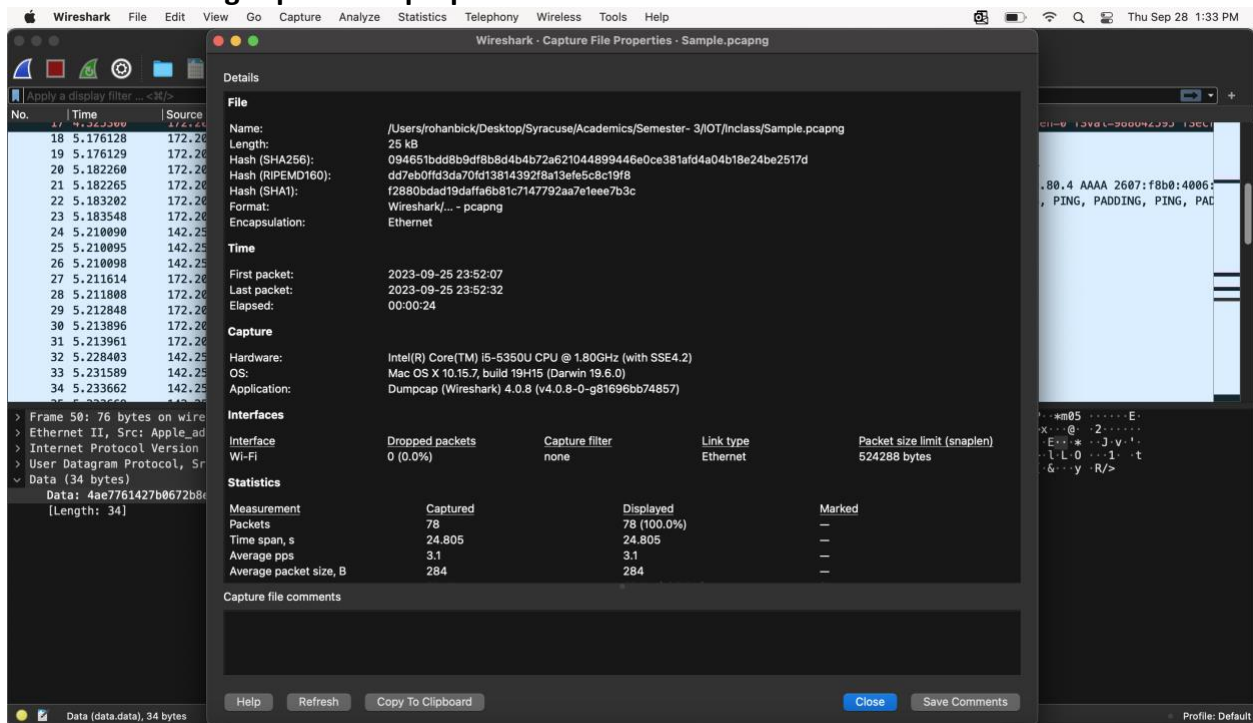 Wireshark File Edit View Go Capture Analyze Statistics Telephony Wireless Tools Help Thu Sep 28 1:33 PM
Wireshark · Capture File Properties · Sample.pcapng
Details
Apply a display filter ... <⌘/>
No. Time Source
File
18 5.176128 172.20
19 5.176129 172.20
20 5.182260 172.20
21 5.182265 172.20
22 5.183202 172.20
23 5.183548 172.20
24 5.210090 142.25
25 5.210095 142.25
26 5.210098 142.25
27 5.211614 172.20
28 5.211808 172.20
29 5.212848 172.20
30 5.213896 172.20
31 5.213961 172.20
32 5.228403 142.25
33 5.231589 142.25
34 5.233662 142.25
Name: /Users/rohanbick/Desktop/Syracuse/Academics/Semester- 3/IOT/Inclass/Sample.pcapng
Length: 25 kB
Hash (SHA256): 094651bdd8b9df8b8d4b4b72a621044899446e0ce381afd4a04b18e24be2517d
Hash (RIPEMD160): dd7eb0ffd3da70fd13814392f8a13efe5c8c19f8
Hash (SHA1): f2880bdad19daffa6b81c7147792aa7e1eee7b3c
Format: Wireshark/... - pcapng
Encapsulation: Ethernet
Time
First packet: 2023-09-25 23:52:07
Last packet: 2023-09-25 23:52:32
Elapsed: 00:00:24
Capture
Hardware: Intel(R) Core(TM) i5-5350U CPU @ 1.80GHz (with SSE4.2)
OS: Mac OS X 10.15.7, build 19H15 (Darwin 19.6.0)
Application: Dumpcap (Wireshark) 4.0.8 (v4.0.8-0-g81696bb74857)
Interfaces
Interface Dropped packets Capture filter Link type Packet size limit (snaplen)
Wi-Fi 0 (0.0%) none Ethernet 524288 bytes
Statistics
Measurement Captured Displayed Marked
Packets 78 78 (100.0%) —
Time span, s 24.805 24.805 —
Average pps 3.1 3.1 —
Average packet size, B 284 284 —
Capture file comments
.80.4 AAAA 2607:f8b0:4006:
, PING, PADDING, PING, PAD
Frame 50: 76 bytes on wire
Ethernet II, Src: Apple_ad
Internet Protocol Version
User Datagram Protocol, Sr
Data (34 bytes)
Data: 4ae7761427b0672b8e
[Length: 34]
Help Refresh Copy To Clipboard Close Save Comments
Data (data.data), 34 bytes Profile: Default